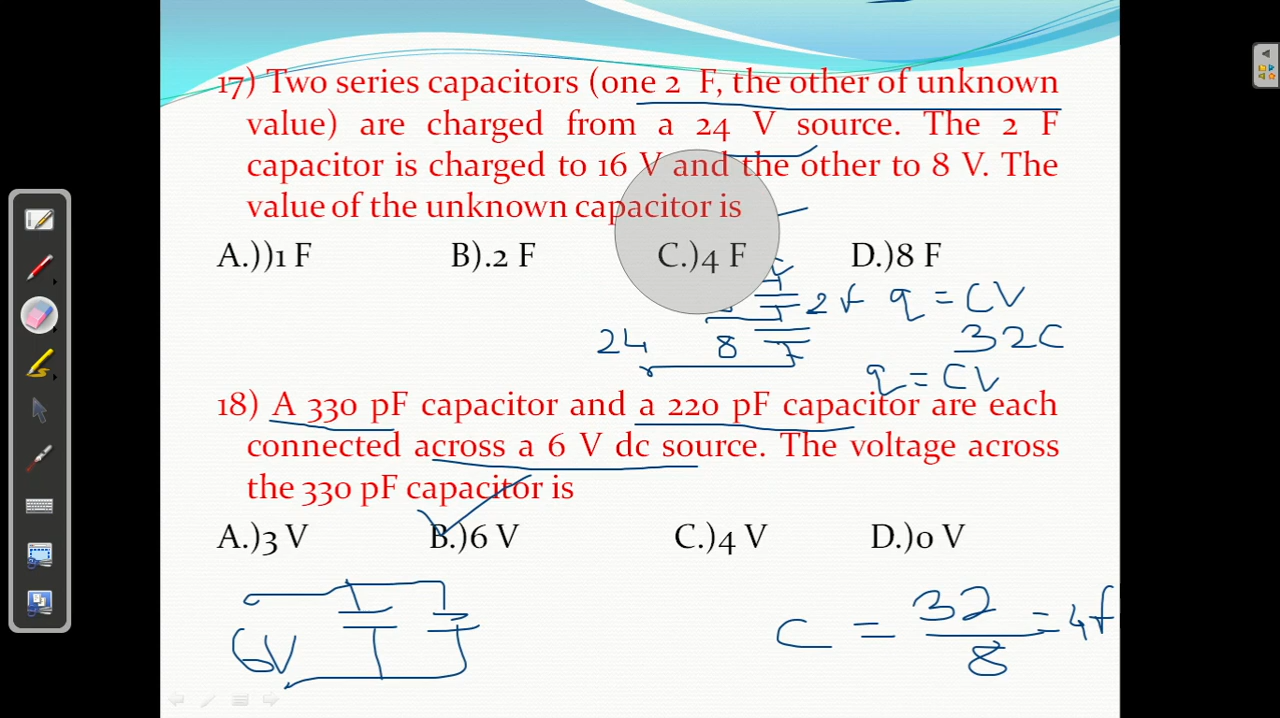 17) Two series capacitors (one 2 F, the other of unknown
value) are charged from a 24 V source. The 2 F
capacitor is charged to 16 V and the other to 8 V. The
value of the unknown capacitor is
A.))1 F B).2 F C.)4 F D.)8 F
2 F q = CV
24 8 32C
q = CV
18) A 330 pF capacitor and a 220 pF capacitor are each
connected across a 6 V dc source. The voltage across
the 330 pF capacitor is
A.)3 V B.)6 V C.)4 V D.)0 V
6V C = 32/8 = 4F